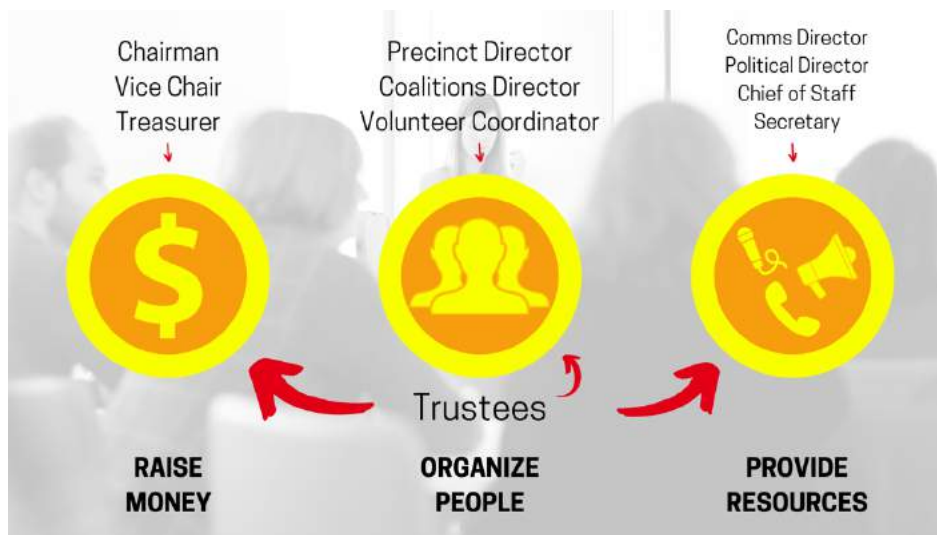 Chairman
Vice Chair
Treasurer
Precinct Director
Coalitions Director
Volunteer Coordinator
Comms Director
Political Director
Chief of Staff
Secretary
$
Trustees
RAISE
MONEY
ORGANIZE
PEOPLE
PROVIDE
RESOURCES